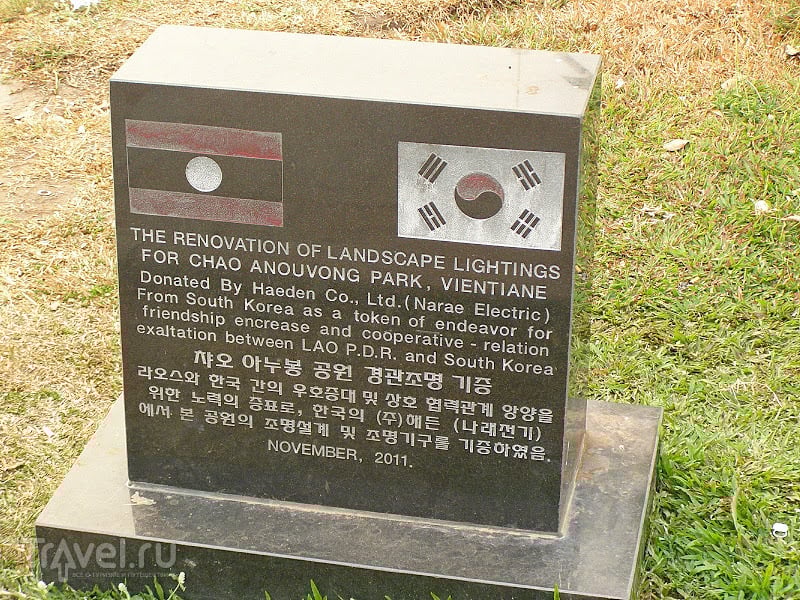 THE RENOVATION OF LANDSCAPE LIGHTINGS
FOR CHAO ANOUVONG PARK, VIENTIANE
Donated By Haeden Co., Ltd.(Narae Electric)
From South Korea as a token of endeavor for
friendship encrease and cooperative - relation
exaltation between LAO P.D.R. and South Korea
챠오 아누봉 공원 경관조명 기증
라오스와 한국 간의 우호증대 및 상호 협력관계 앙양을
위한 노력의 증표로, 한국의 (주)해든 (나래전기)
에서 본 공원의 조명설계 및 조명기구를 기증하였음.
NOVEMBER, 2011.
Travel.ru
ВСЁ О ТУРИЗМЕ И ПУТЕШЕСТВИЯХ